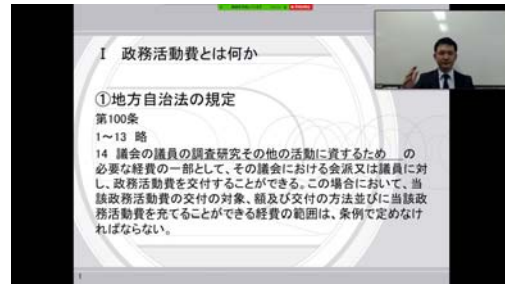 Ⅰ 政務活動費とは何か
①地方自治法の規定
第100条
1～13 略
14 議会の議員の調査研究その他の活動に資するため の
必要な経費の一部として、その議会における会派又は議員に対
し、政務活動費を交付することができる。この場合において、当
該政務活動費の交付の対象、額及び交付の方法並びに当該政
務活動費を充てることができる経費の範囲は、条例で定めなけ
ればならない。
1